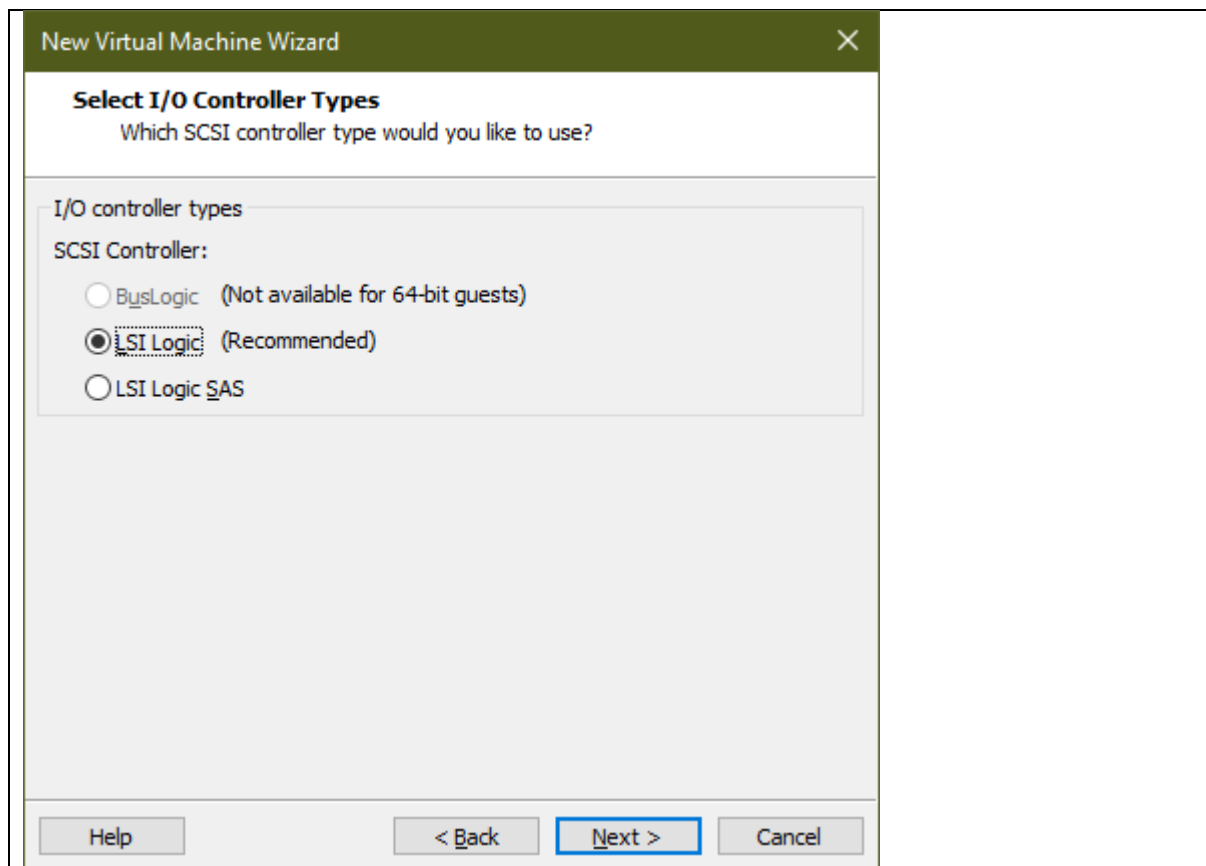 New Virtual Machine Wizard
Select I/O Controller Types
Which SCSI controller type would you like to use?
I/O controller types
SCSI Controller:
BusLogic (Not available for 64-bit guests)
LSI Logic (Recommended)
LSI Logic SAS
Help < Back Next > Cancel